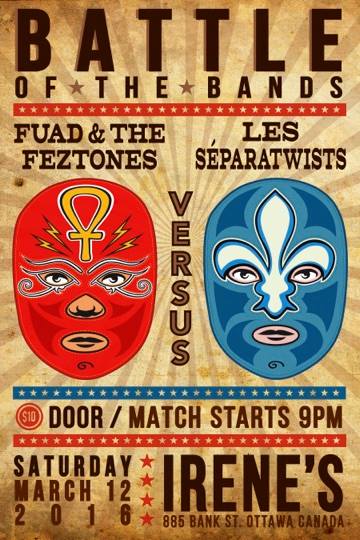 BATTLE
OF★THE★BANDS
FUAD & THE
FEZTONES
LES
SÉPARATWISTS
VERSUS
$10 DOOR / MATCH STARTS 9PM
SATURDAY
MARCH 12
2016
IRENE'S
885 BANK ST. OTTAWA CANADA